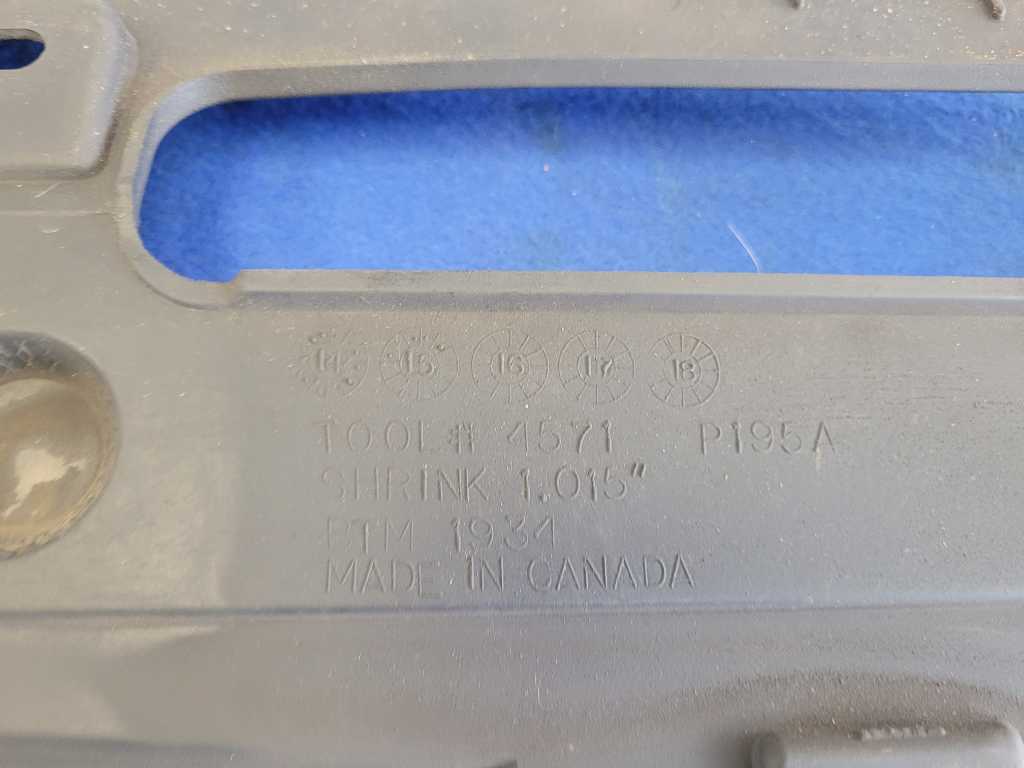 14 15 16 17 18
TOOL# 4571 P195A
SHRINK 1.015"
PTM 1934
MADE IN CANADA